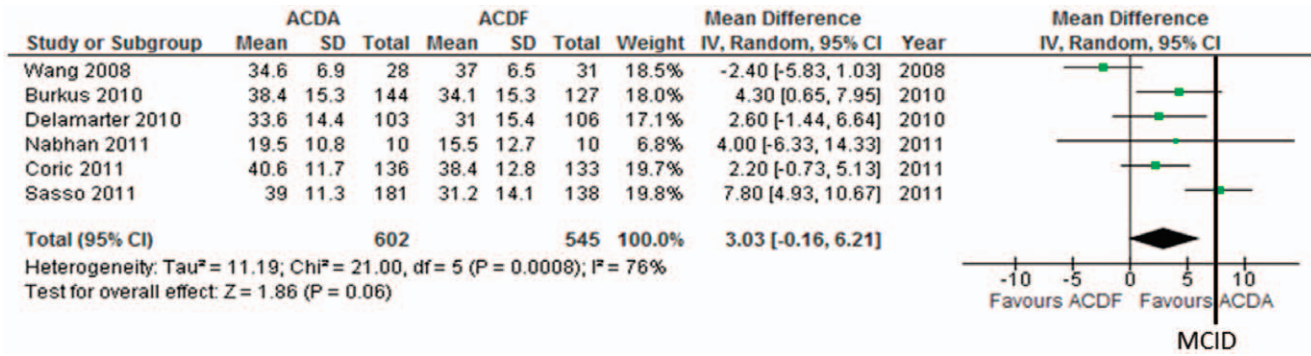 ACDA ACDF Mean Difference Mean Difference
Study or Subgroup Mean SD Total Mean SD Total Weight IV, Random, 95% CI Year IV, Random, 95% CI
Wang 2008 34.6 6.9 28 37 6.5 31 18.5% -2.40 [-5.83, 1.03] 2008
Burkus 2010 38.4 15.3 144 34.1 15.3 127 18.0% 4.30 [0.65, 7.95] 2010
Delamarter 2010 33.6 14.4 103 31 15.4 106 17.1% 2.60 [-1.44, 6.64] 2010
Nabhan 2011 19.5 10.8 10 15.5 12.7 10 6.8% 4.00 [-6.33, 14.33] 2011
Coric 2011 40.6 11.7 136 38.4 12.8 133 19.7% 2.20 [-0.73, 5.13] 2011
Sasso 2011 39 11.3 181 31.2 14.1 138 19.8% 7.80 [4.93, 10.67] 2011
Total (95% CI) 602 545 100.0% 3.03 [-0.16, 6.21]
Heterogeneity: Tau² = 11.19; Chi² = 21.00, df = 5 (P = 0.0008); I² = 76%
Test for overall effect: Z = 1.86 (P = 0.06)
-10 -5 0 5 10
Favours ACDF Favours ACDA
MCID